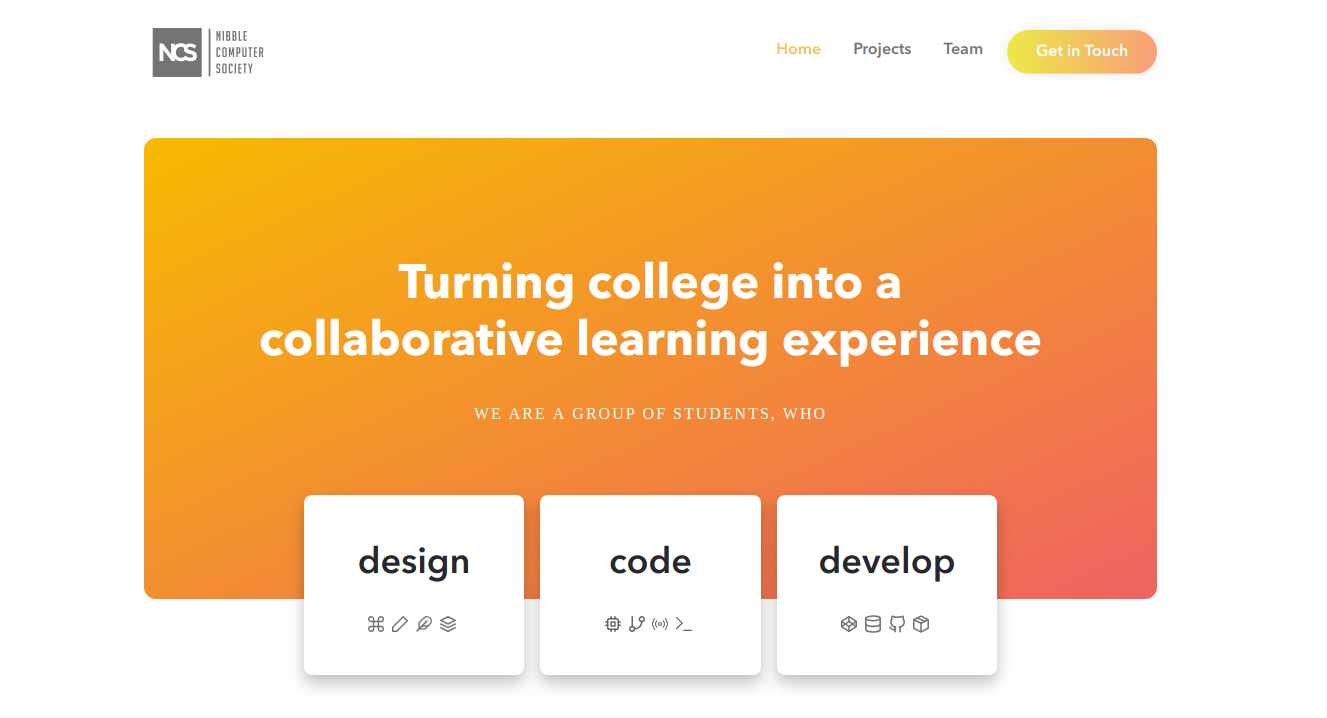 NCS
NIBBLE
COMPUTER
SOCIETY
Home Projects Team Get in Touch
Turning college into a
collaborative learning experience
WE ARE A GROUP OF STUDENTS, WHO
design code develop